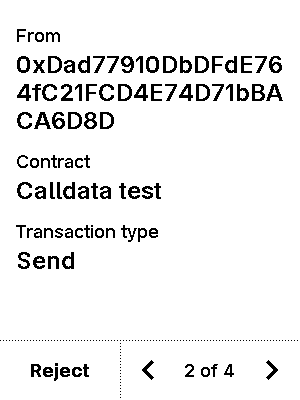 From
0xDad77910DbDFdE76
4fC21FCD4E74D71bBA
CA6D8D
Contract
Calldata test
Transaction type
Send
Reject
2 of 4